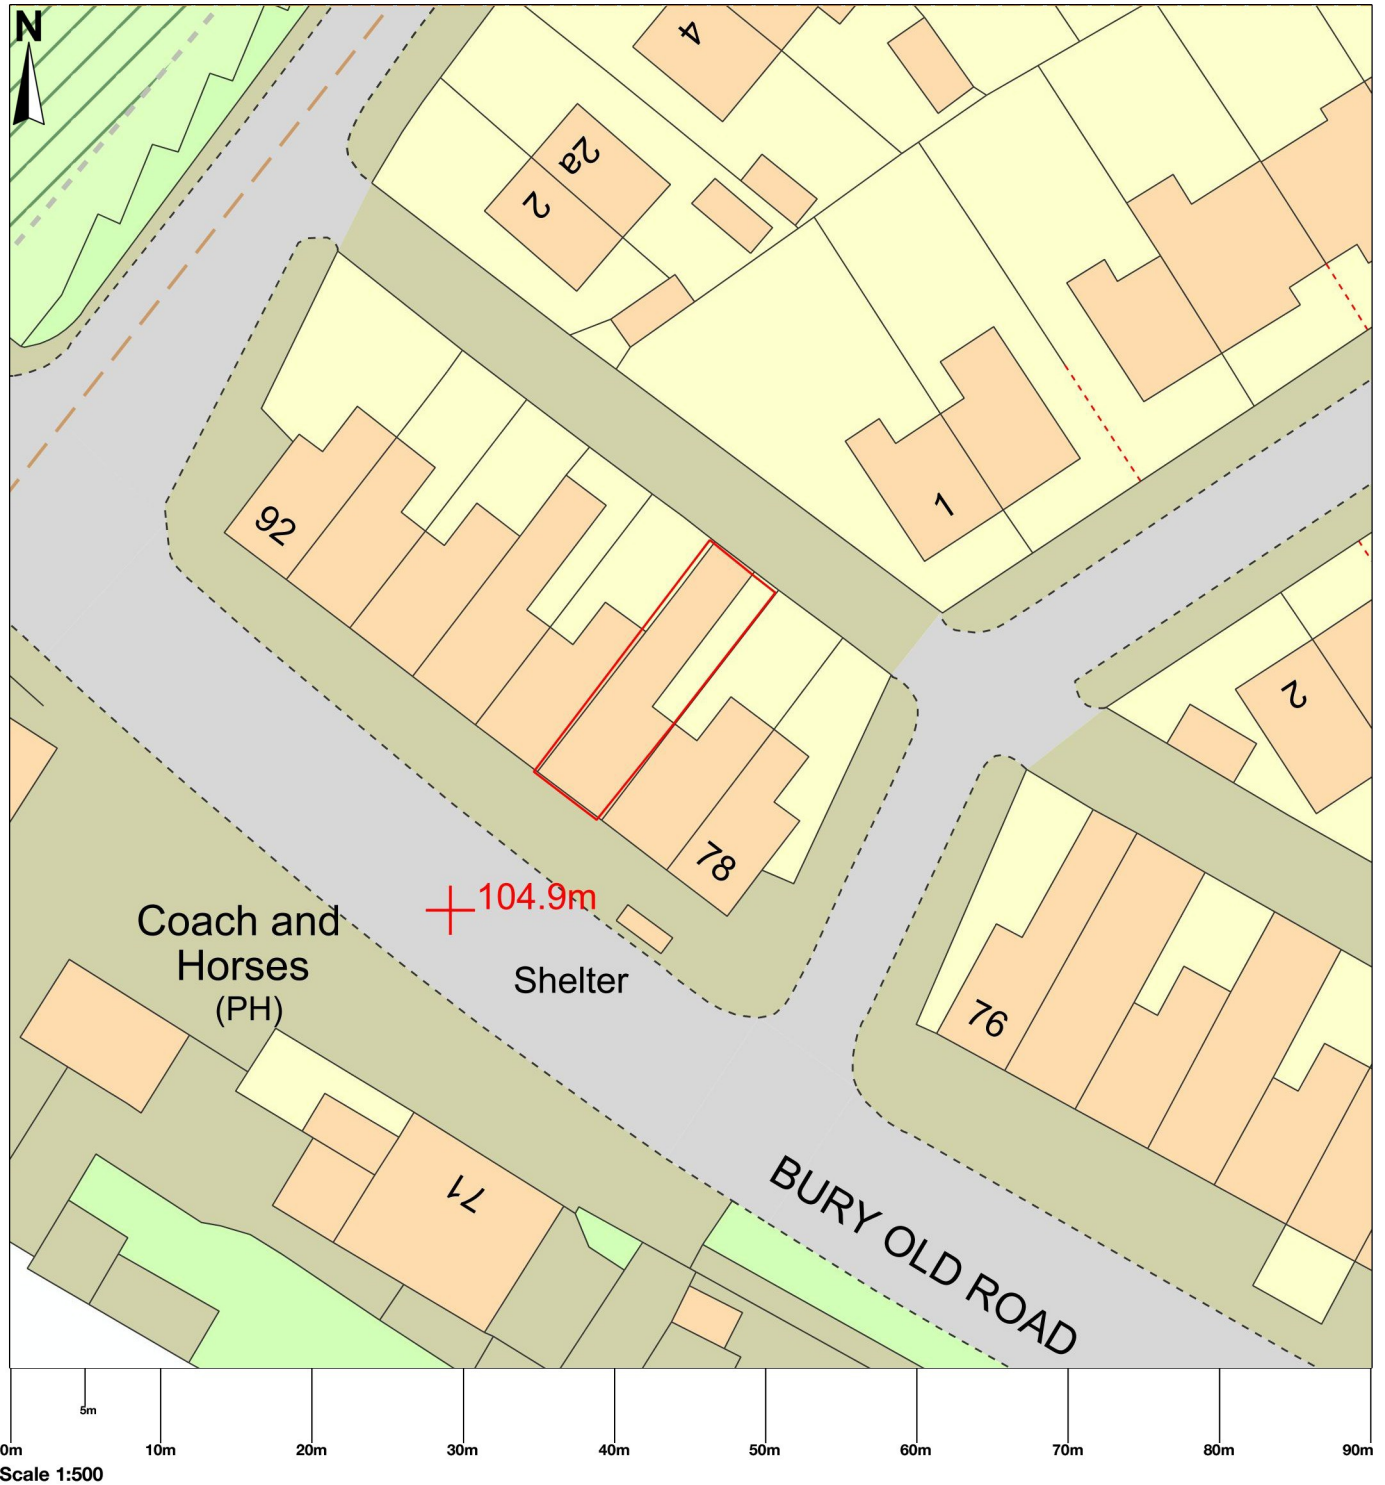 N
4
2a
2
1
92
2
78
104.9m
Coach and
Horses
(PH)
Shelter
76
71
BURY OLD ROAD
5m
0m 10m 20m 30m 40m 50m 60m 70m 80m 90m
Scale 1:500